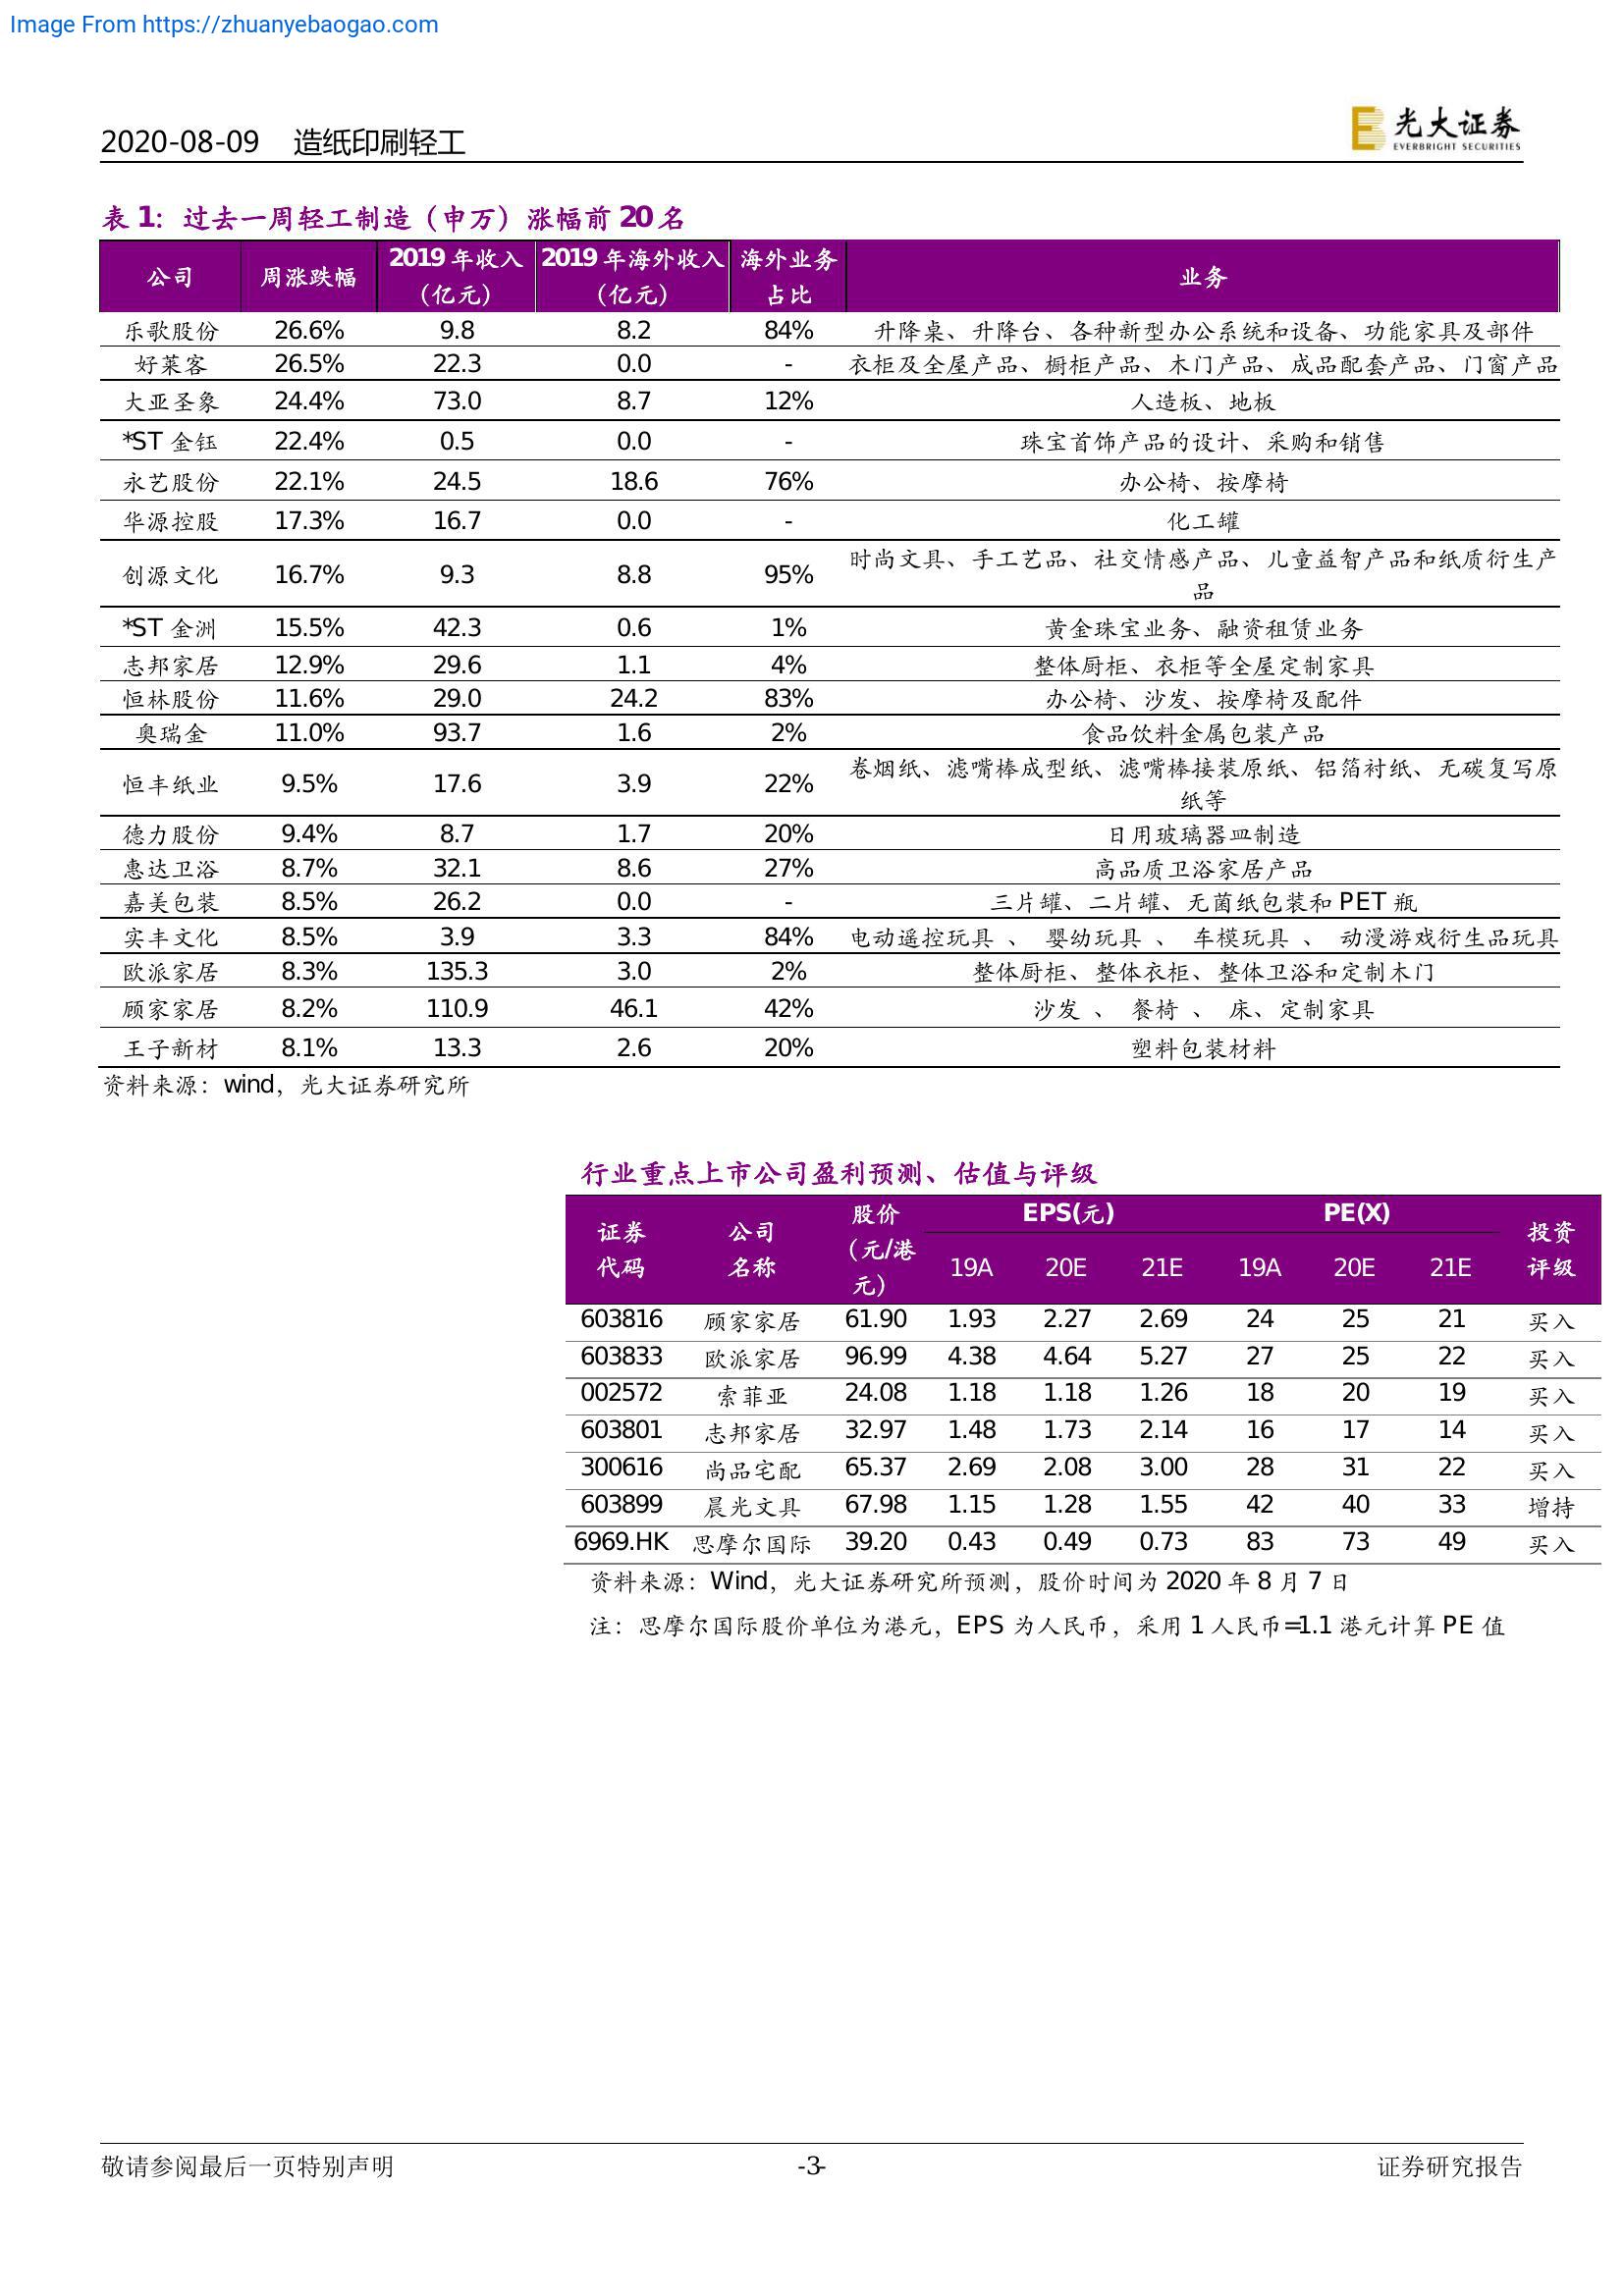 Image From https://zhuanyebaogao.com
2020-08-09 造纸印刷轻工
光大证券
EVERBRIGHT SECURITIES
表 1：过去一周轻工制造（申万）涨幅前 20 名
公司 周涨跌幅 2019 年收入（亿元） 2019 年海外收入（亿元） 海外业务占比 业务
乐歌股份 26.6% 9.8 8.2 84% 升降桌、升降台、各种新型办公系统和设备、功能家具及部件
好莱客 26.5% 22.3 0.0 - 衣柜及全屋产品、橱柜产品、木门产品、成品配套产品、门窗产品
大亚圣象 24.4% 73.0 8.7 12% 人造板、地板
*ST 金钰 22.4% 0.5 0.0 - 珠宝首饰产品的设计、采购和销售
永艺股份 22.1% 24.5 18.6 76% 办公椅、按摩椅
华源控股 17.3% 16.7 0.0 - 化工罐
创源文化 16.7% 9.3 8.8 95% 时尚文具、手工艺品、社交情感产品、儿童益智产品和纸质衍生产
品
*ST 金洲 15.5% 42.3 0.6 1% 黄金珠宝业务、融资租赁业务
志邦家居 12.9% 29.6 1.1 4% 整体厨柜、衣柜等全屋定制家具
恒林股份 11.6% 29.0 24.2 83% 办公椅、沙发、按摩椅及配件
奥瑞金 11.0% 93.7 1.6 2% 食品饮料金属包装产品
恒丰纸业 9.5% 17.6 3.9 22% 卷烟纸、滤嘴棒成型纸、滤嘴棒接装原纸、铝箔衬纸、无碳复写原
纸等
德力股份 9.4% 8.7 1.7 20% 日用玻璃器皿制造
惠达卫浴 8.7% 32.1 8.6 27% 高品质卫浴家居产品
嘉美包装 8.5% 26.2 0.0 - 三片罐、二片罐、无菌纸包装和 PET 瓶
实丰文化 8.5% 3.9 3.3 84% 电动遥控玩具 、 婴幼玩具 、 车模玩具 、 动漫游戏衍生品玩具
欧派家居 8.3% 135.3 3.0 2% 整体厨柜、整体衣柜、整体卫浴和定制木门
顾家家居 8.2% 110.9 46.1 42% 沙发 、 餐椅 、 床、定制家具
王子新材 8.1% 13.3 2.6 20% 塑料包装材料
资料来源：wind，光大证券研究所
行业重点上市公司盈利预测、估值与评级
证券代码 公司名称 股价（元/港元） EPS(元) PE(X) 投资评级
19A 20E 21E 19A 20E 21E
603816 顾家家居 61.90 1.93 2.27 2.69 24 25 21 买入
603833 欧派家居 96.99 4.38 4.64 5.27 27 25 22 买入
002572 索菲亚 24.08 1.18 1.18 1.26 18 20 19 买入
603801 志邦家居 32.97 1.48 1.73 2.14 16 17 14 买入
300616 尚品宅配 65.37 2.69 2.08 3.00 28 31 22 买入
603899 晨光文具 67.98 1.15 1.28 1.55 42 40 33 增持
6969.HK 思摩尔国际 39.20 0.43 0.49 0.73 83 73 49 买入
资料来源：Wind，光大证券研究所预测，股价时间为 2020 年 8 月 7 日
注：思摩尔国际股价单位为港元，EPS 为人民币，采用 1 人民币=1.1 港元计算 PE 值
敬请参阅最后一页特别声明 -3- 证券研究报告